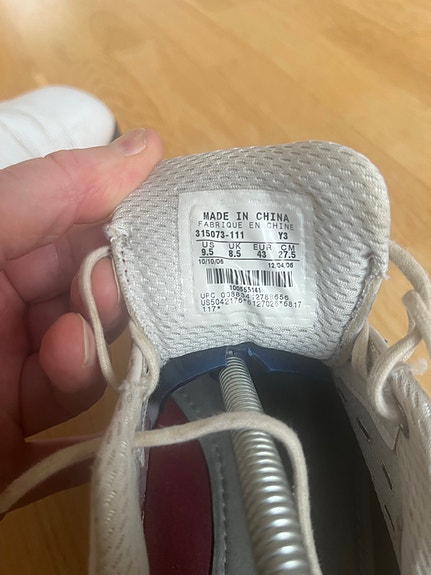 MADE IN CHINA
FABRIQUE EN CHINE
315073-111 Y3
US UK EUR CM
9.5 8.5 43 27.5
10/10/06 12/04/06
117*